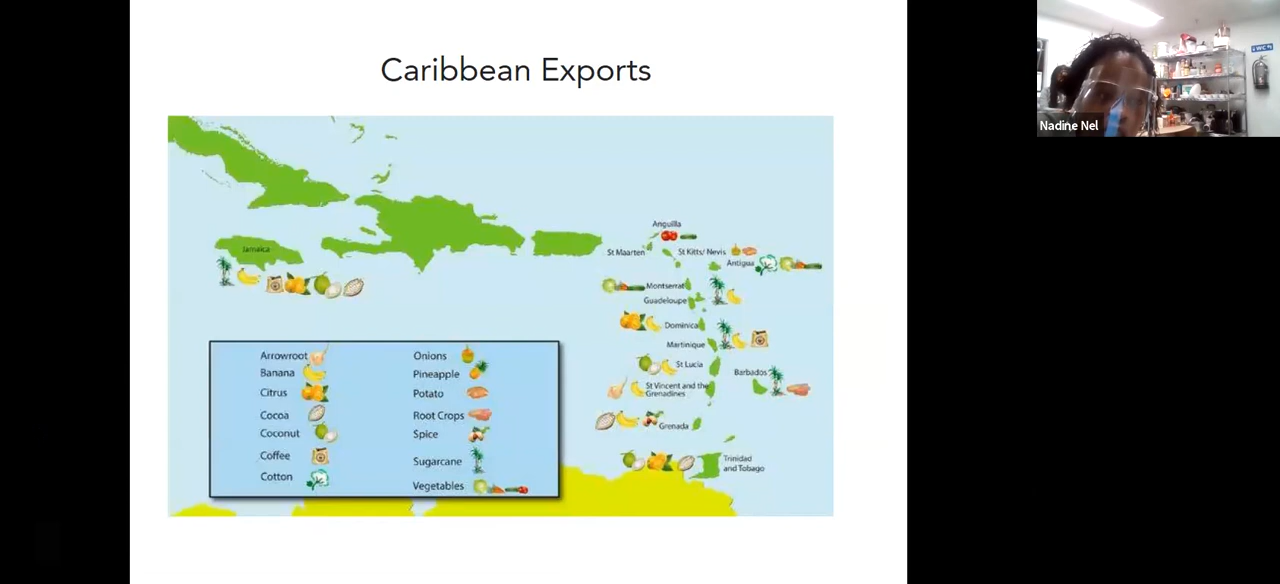 Caribbean Exports
Nadine Nel
WC
Anguilla
St Maarten
St Kitts/ Nevis
Jamaica
Antigua
Montserrat
Guadeloupe
Dominica
Martinique
St Lucia
Barbados
St Vincent and the
Grenadines
Grenada
Trinidad
and Tobago
Arrowroot
Banana
Citrus
Cocoa
Coconut
Coffee
Cotton
Onions
Pineapple
Potato
Root Crops
Spice
Sugarcane
Vegetables